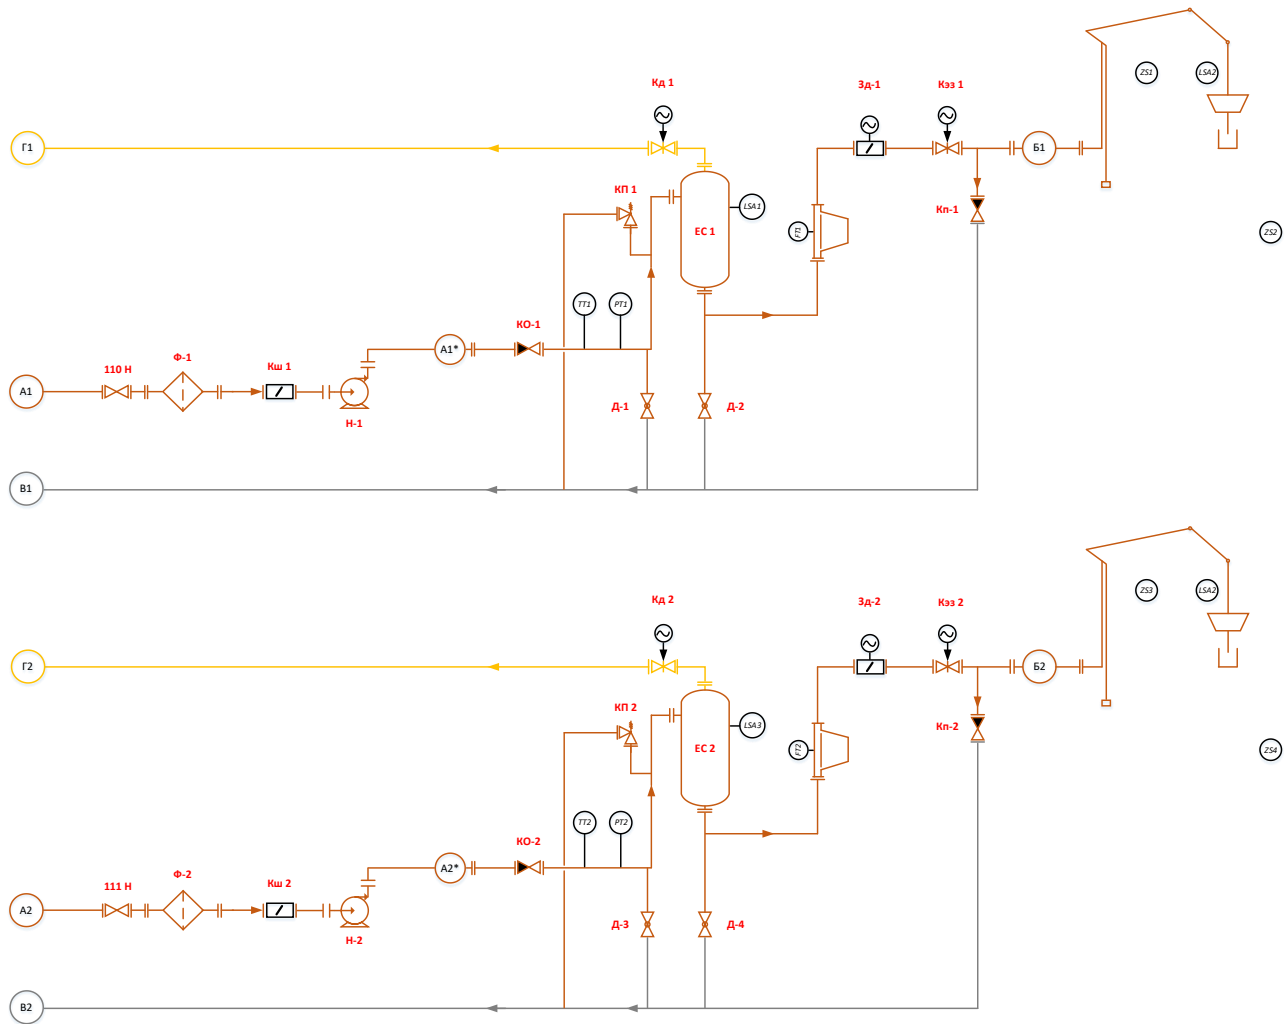 Кд 1
Зд-1
Кэз 1
ZS1
LSA2
Г1
Б1
КП 1
LSA1
Кп-1
ЕС 1
FT1
ZS2
TT1
PT1
КО-1
А1*
Ф-1
Кш 1
110 Н
А1
Н-1
Д-1
Д-2
В1
Кд 2
Зд-2
Кэз 2
ZS3
LSA2
Г2
Б2
КП 2
LSA3
Кп-2
ЕС 2
FT2
ZS4
TT2
PT2
КО-2
А2*
Ф-2
Кш 2
111 Н
А2
Н-2
Д-3
Д-4
В2